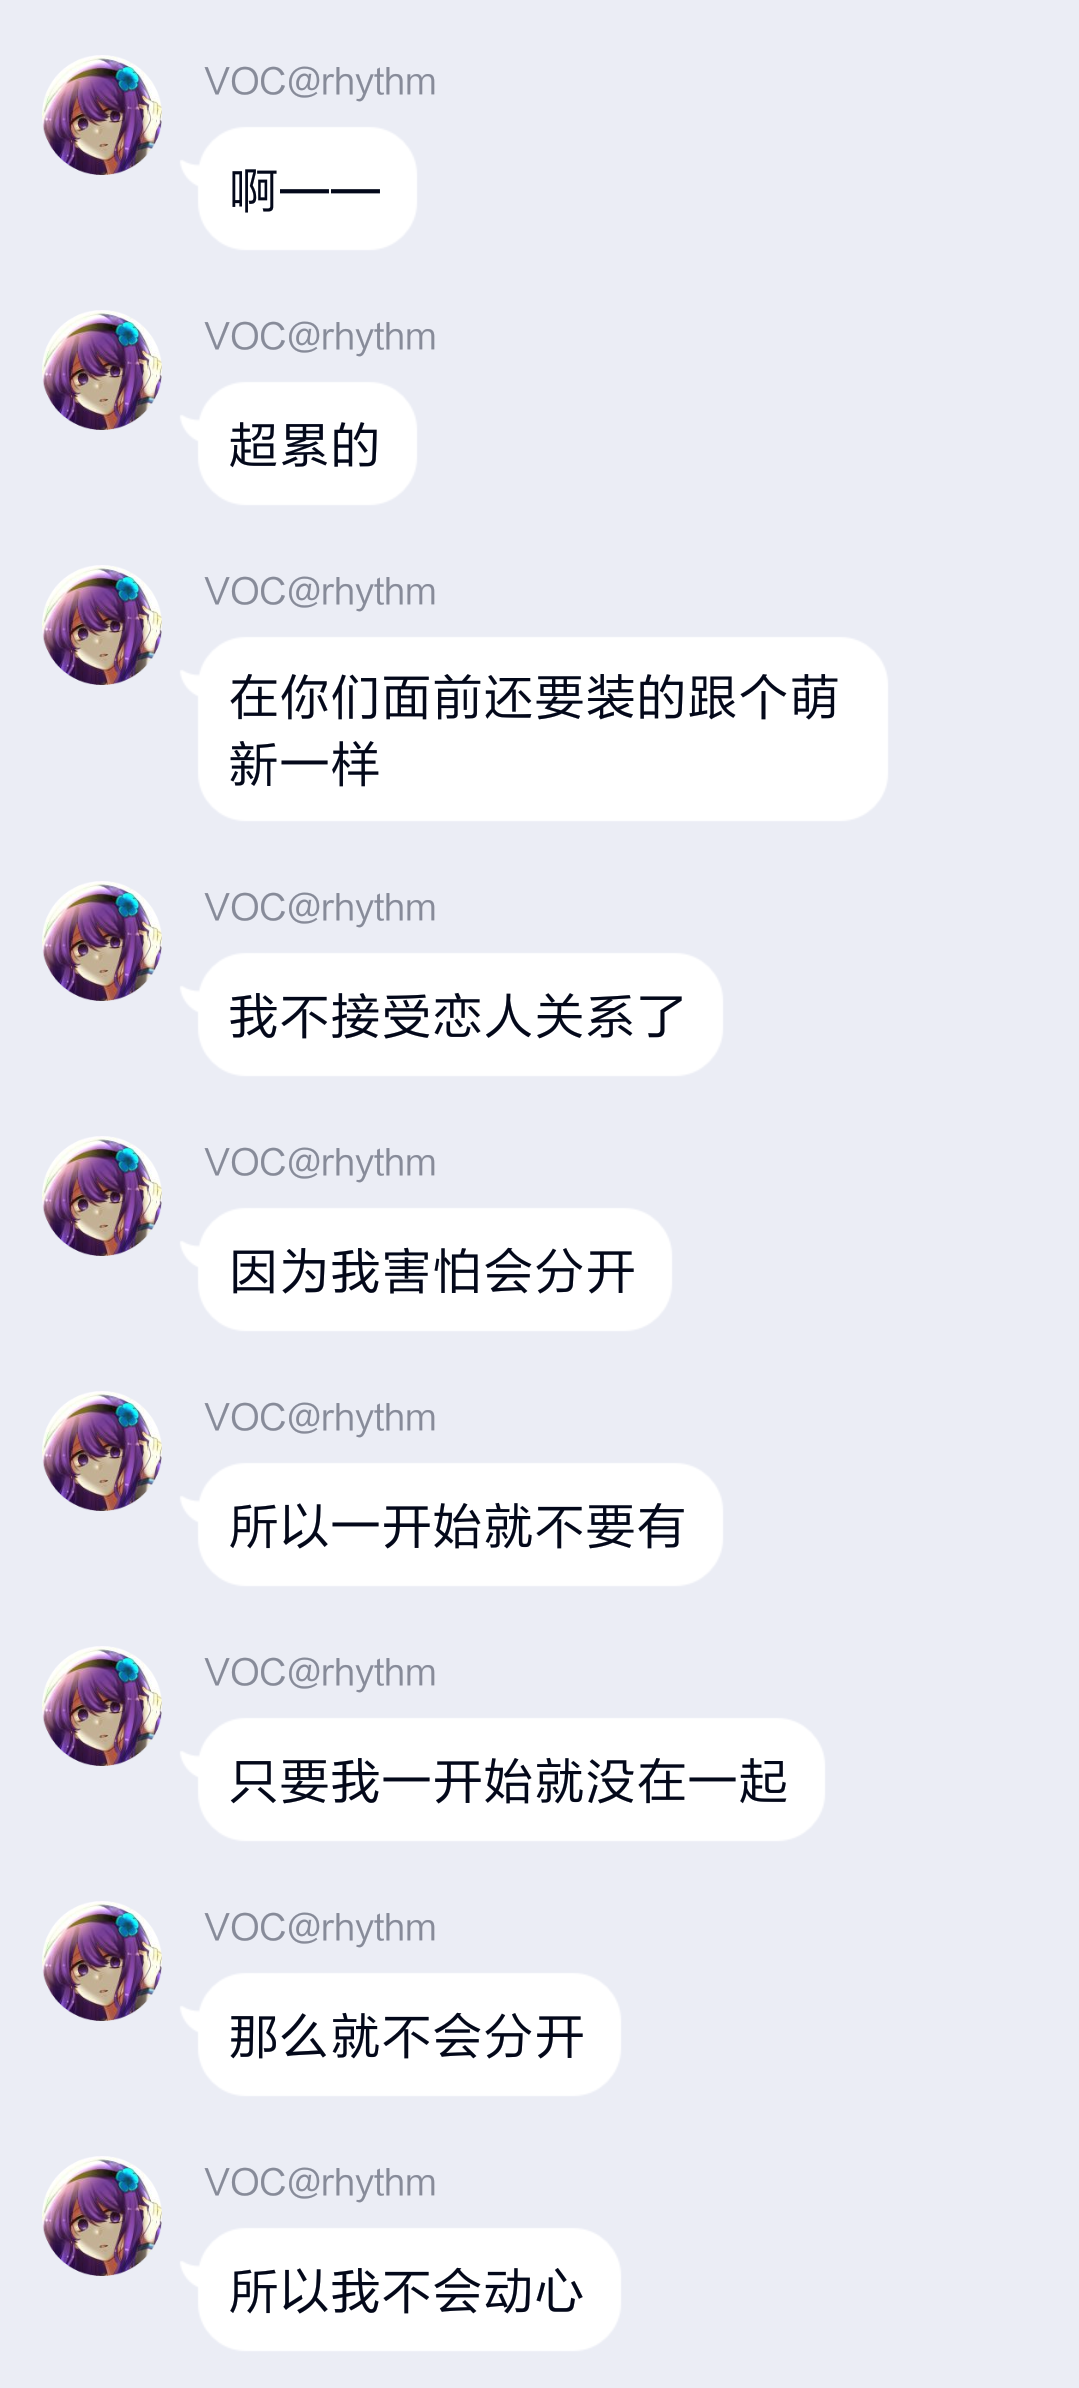 VOC@rhythm
啊——
VOC@rhythm
超累的
VOC@rhythm
在你们面前还要装的跟个萌
新一样
VOC@rhythm
我不接受恋人关系了
VOC@rhythm
因为我害怕会分开
VOC@rhythm
所以一开始就不要有
VOC@rhythm
只要我一开始就没在一起
VOC@rhythm
那么就不会分开
VOC@rhythm
所以我不会动心